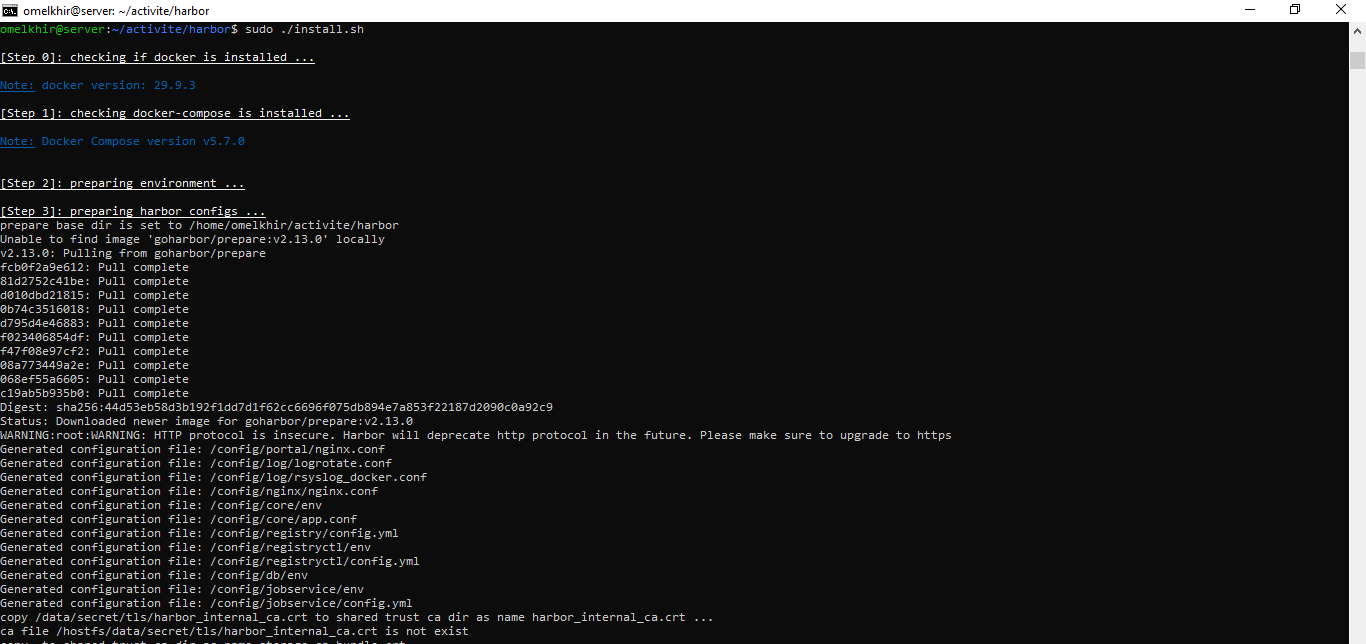 omelkhir@server: ~/activite/harbor
omelkhir@server:~/activite/harbor$ sudo ./install.sh
[Step 0]: checking if docker is installed ...
Note: docker version: 29.9.3
[Step 1]: checking docker-compose is installed ...
Note: Docker Compose version v5.7.0
[Step 2]: preparing environment ...
[Step 3]: preparing harbor configs ...
prepare base dir is set to /home/omelkhir/activite/harbor
Unable to find image 'goharbor/prepare:v2.13.0' locally
v2.13.0: Pulling from goharbor/prepare
fcb0f2a9e612: Pull complete
81d2752c41be: Pull complete
d010dbd21815: Pull complete
0b74c3516018: Pull complete
d795d4e46883: Pull complete
f023406854df: Pull complete
f47f08e97cf2: Pull complete
08a773449a2e: Pull complete
068ef55a6605: Pull complete
c19ab5b935b0: Pull complete
Digest: sha256:44d53eb58d3b192f1dd7d1f62cc6696f075db894e7a853f22187d2090c0a92c9
Status: Downloaded newer image for goharbor/prepare:v2.13.0
WARNING:root:WARNING: HTTP protocol is insecure. Harbor will deprecate http protocol in the future. Please make sure to upgrade to https
Generated configuration file: /config/portal/nginx.conf
Generated configuration file: /config/log/logrotate.conf
Generated configuration file: /config/log/rsyslog_docker.conf
Generated configuration file: /config/nginx/nginx.conf
Generated configuration file: /config/core/env
Generated configuration file: /config/core/app.conf
Generated configuration file: /config/registry/config.yml
Generated configuration file: /config/registryctl/env
Generated configuration file: /config/registryctl/config.yml
Generated configuration file: /config/db/env
Generated configuration file: /config/jobservice/env
Generated configuration file: /config/jobservice/config.yml
copy /data/secret/tls/harbor_internal_ca.crt to shared trust ca dir as name harbor_internal_ca.crt ...
ca file /hostfs/data/secret/tls/harbor_internal_ca.crt is not exist